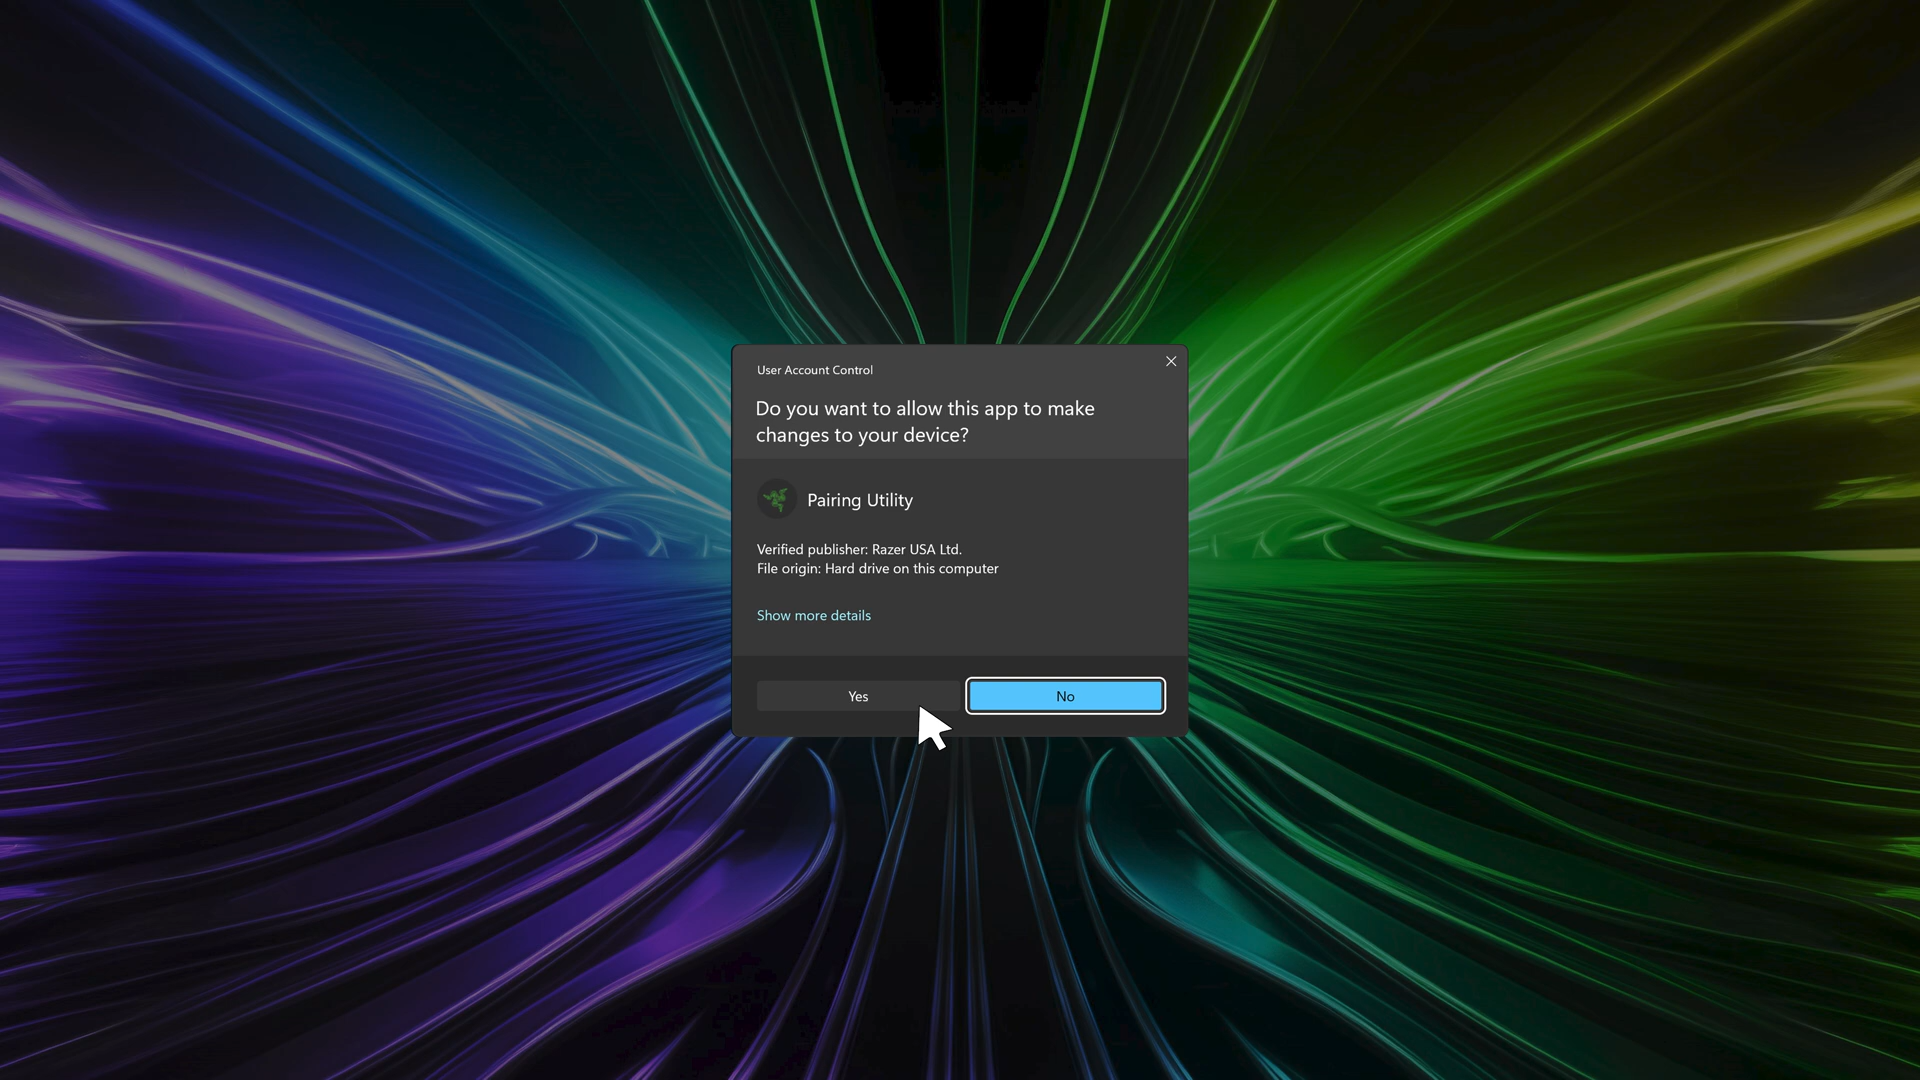 User Account Control
Do you want to allow this app to make
changes to your device?
Pairing Utility
Verified publisher: Razer USA Ltd.
File origin: Hard drive on this computer
Show more details
Yes
No